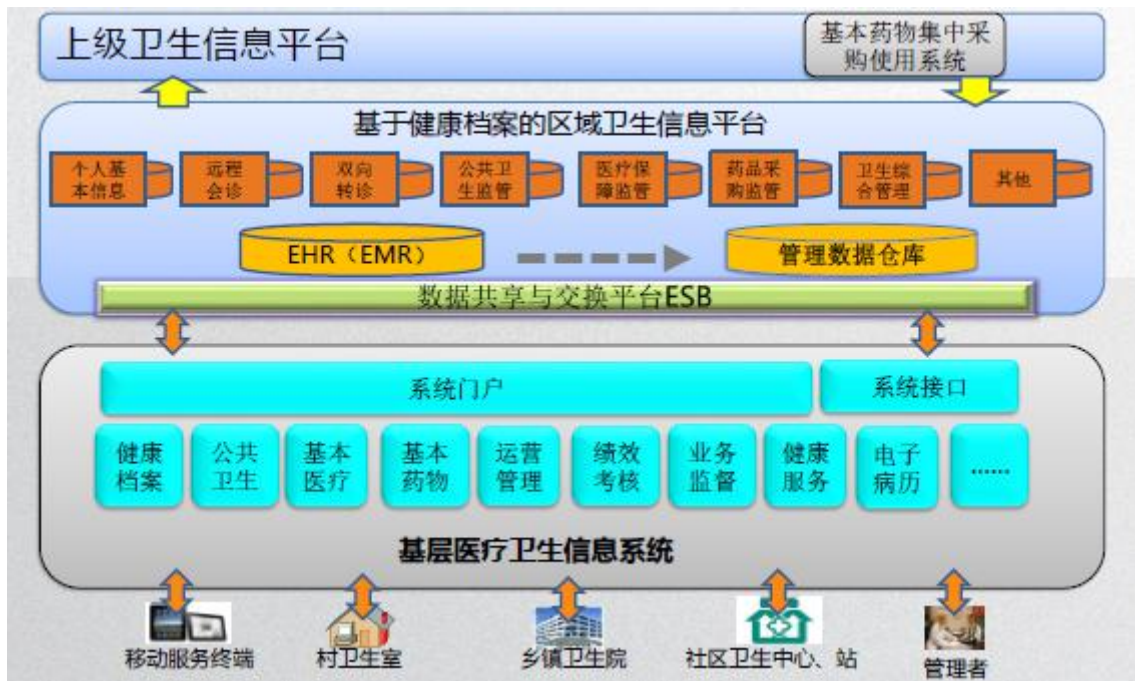 上级卫生信息平台
基本药物集中采
购使用系统
基于健康档案的区域卫生信息平台
个人基
本信息
远程
会诊
双向
转诊
公共卫
生监管
医疗保
障监管
药品采
购监管
卫生综
合管理
其他
EHR（EMR）
管理数据仓库
数据共享与交换平台ESB
系统门户
系统接口
健康
档案
公共
卫生
基本
医疗
基本
药物
运营
管理
绩效
考核
业务
监督
健康
服务
电子
病历
......
基层医疗卫生信息系统
移动服务终端
村卫生室
乡镇卫生院
社区卫生中心、站
管理者